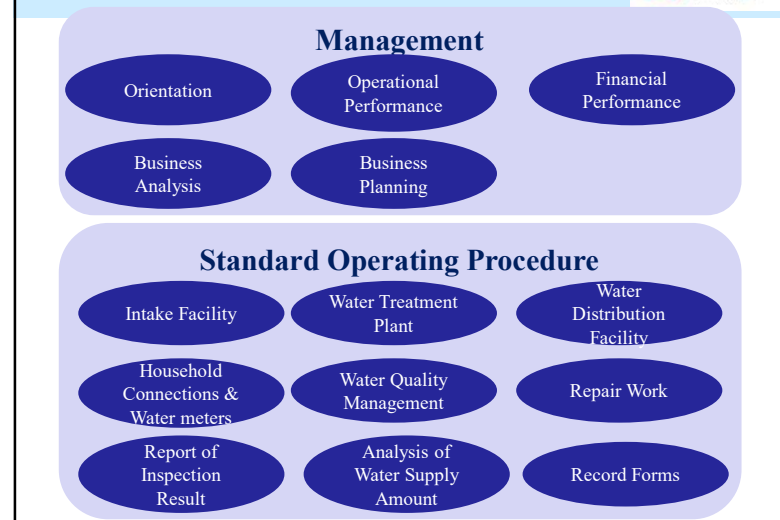 Management
Orientation
Operational
Performance
Financial
Performance
Business
Analysis
Business
Planning
Standard Operating Procedure
Intake Facility
Water Treatment
Plant
Water
Distribution
Facility
Household
Connections &
Water meters
Water Quality
Management
Repair Work
Report of
Inspection
Result
Analysis of
Water Supply
Amount
Record Forms